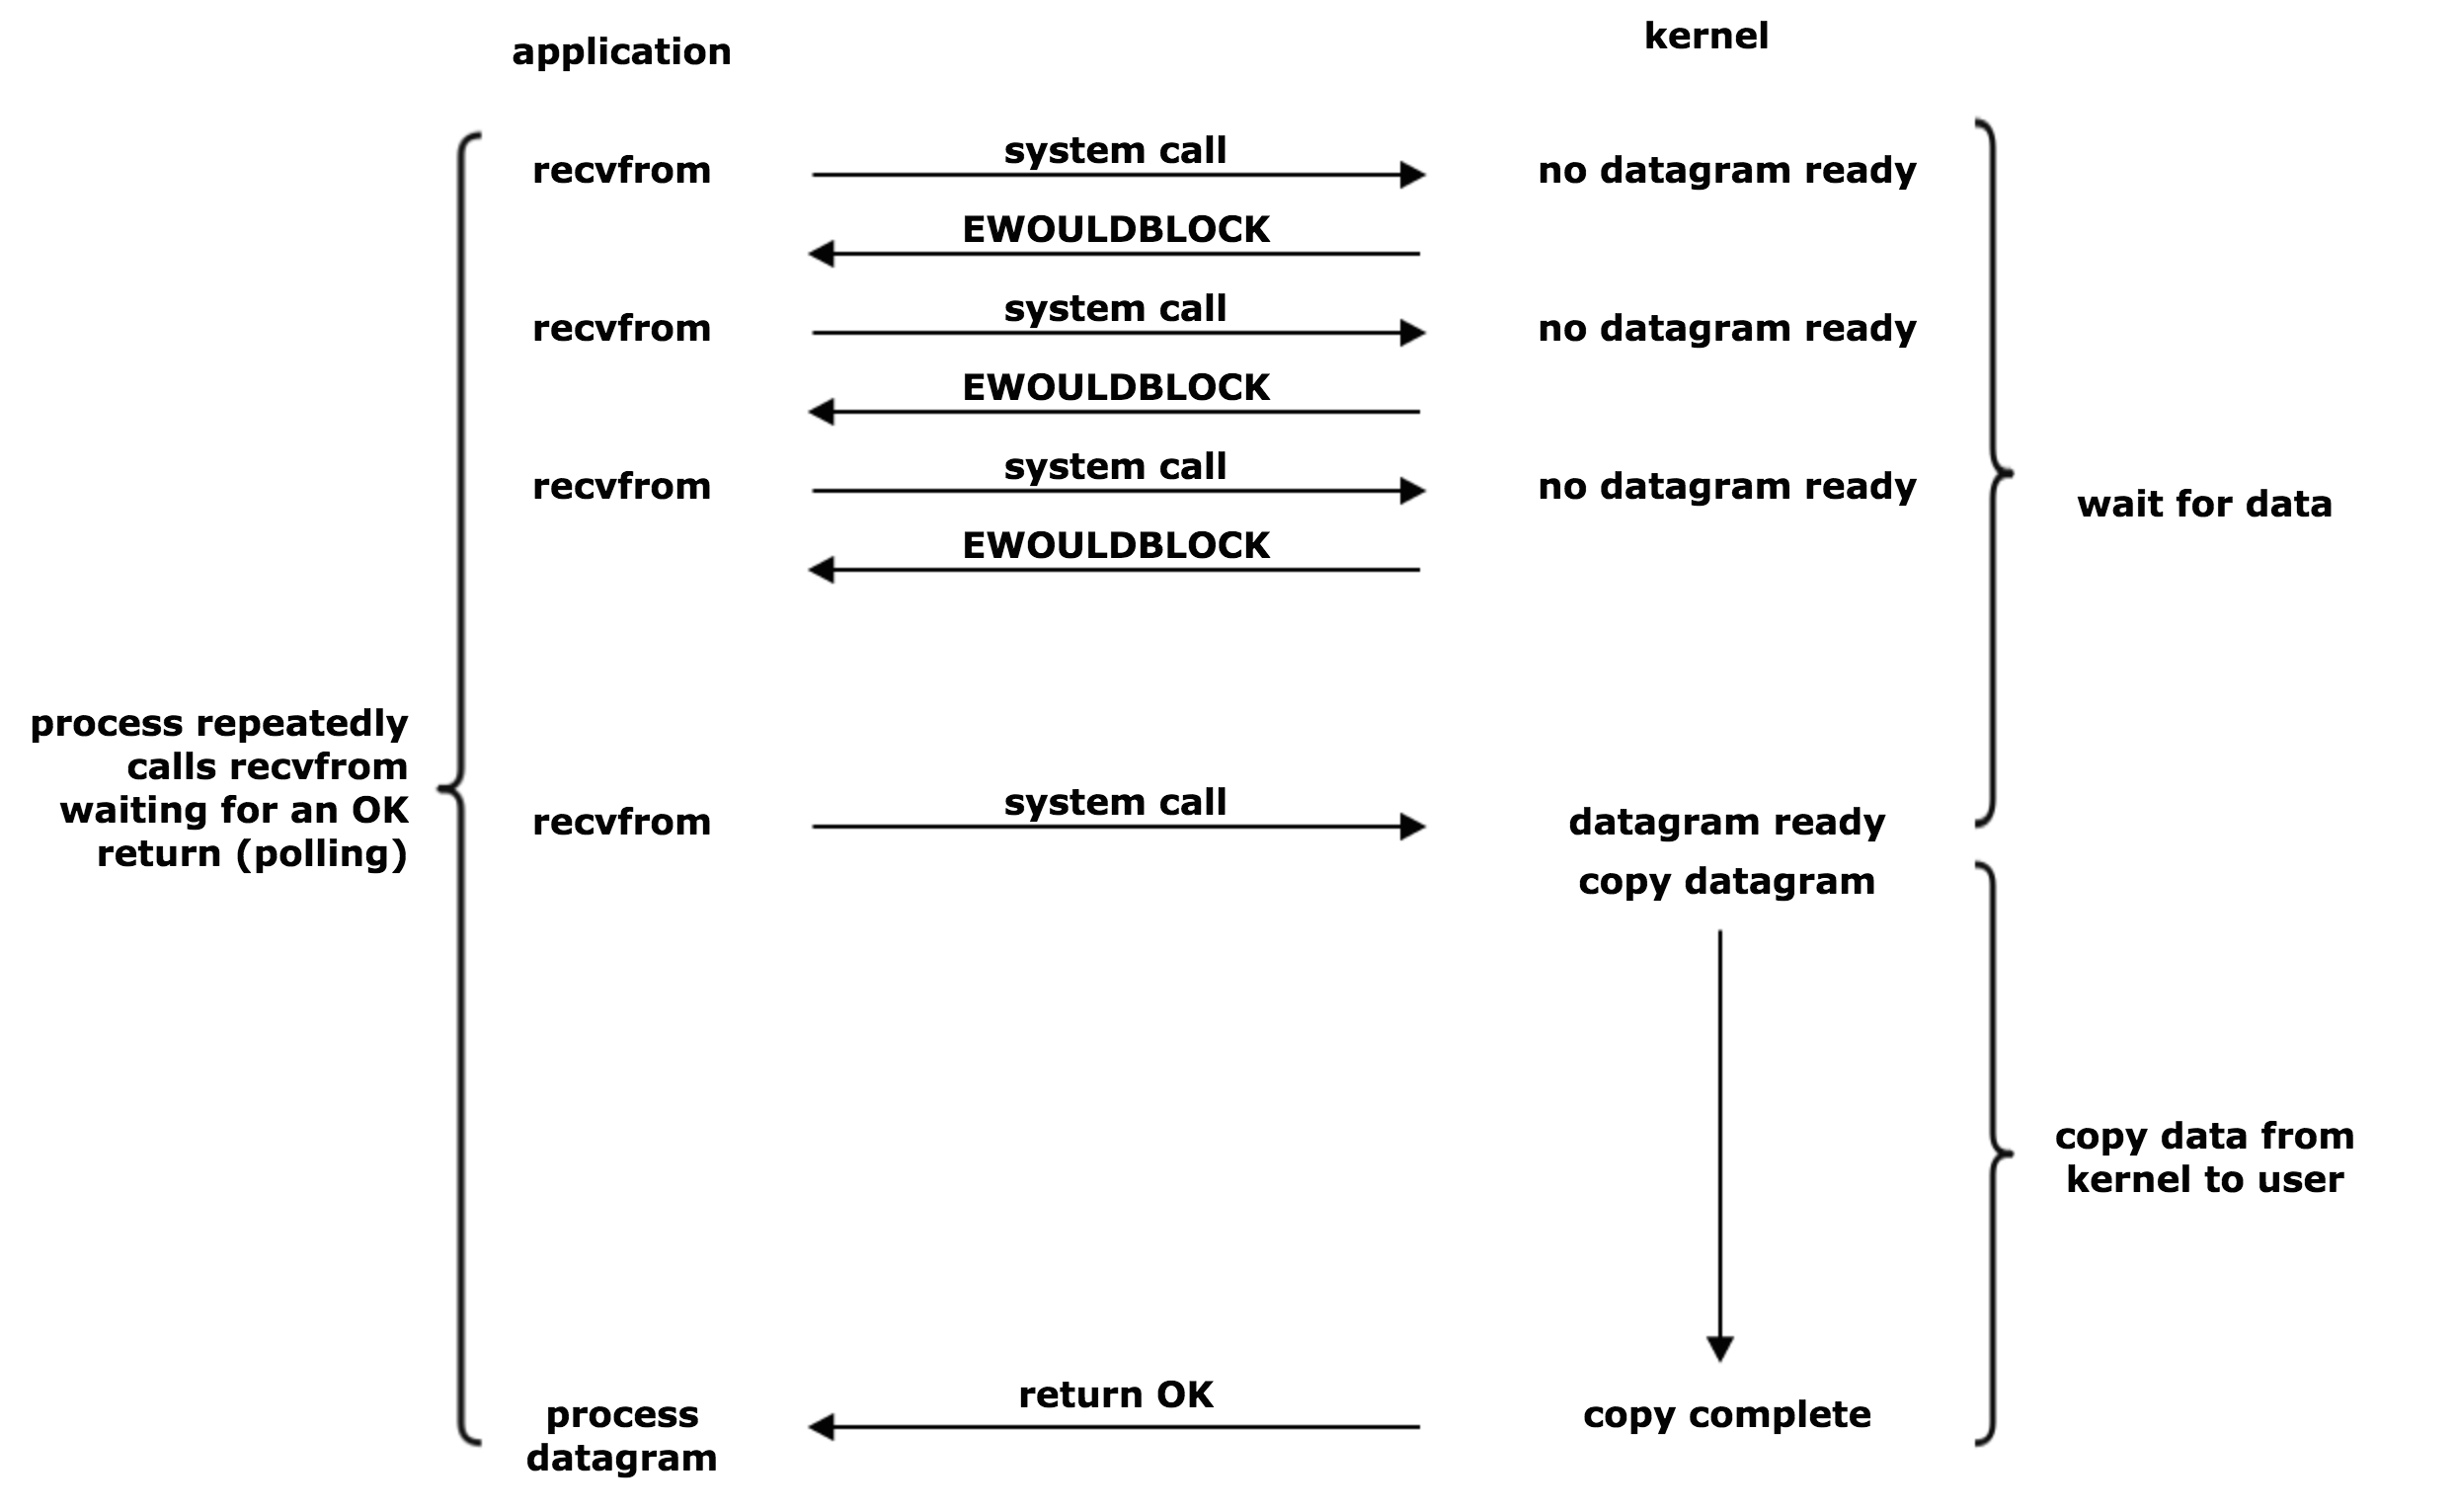 application
kernel
recvfrom
system call
no datagram ready
EWOULDBLOCK
recvfrom
system call
no datagram ready
EWOULDBLOCK
recvfrom
system call
no datagram ready
EWOULDBLOCK
wait for data
process repeatedly
calls recvfrom
waiting for an OK
return (polling)
recvfrom
system call
datagram ready
copy datagram
copy data from
kernel to user
process
datagram
return OK
copy complete